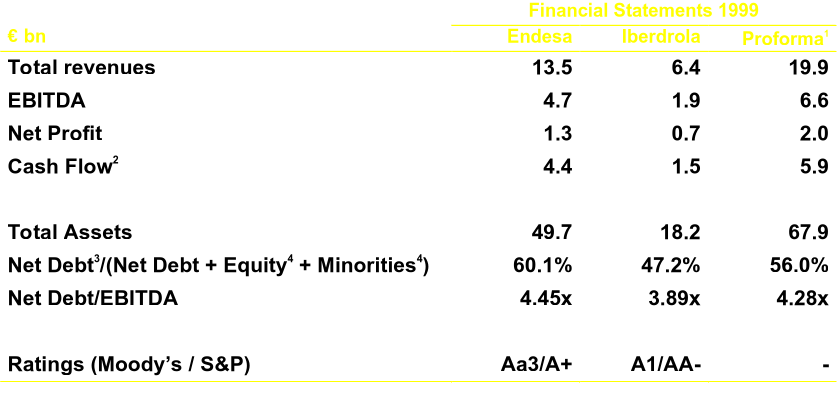 Financial Statements 1999
€ bn Endesa Iberdrola Proforma¹
Total revenues 13.5 6.4 19.9
EBITDA 4.7 1.9 6.6
Net Profit 1.3 0.7 2.0
Cash Flow² 4.4 1.5 5.9
Total Assets 49.7 18.2 67.9
Net Debt³/(Net Debt + Equity⁴ + Minorities⁴) 60.1% 47.2% 56.0%
Net Debt/EBITDA 4.45x 3.89x 4.28x
Ratings (Moody's / S&P) Aa3/A+ A1/AA- -